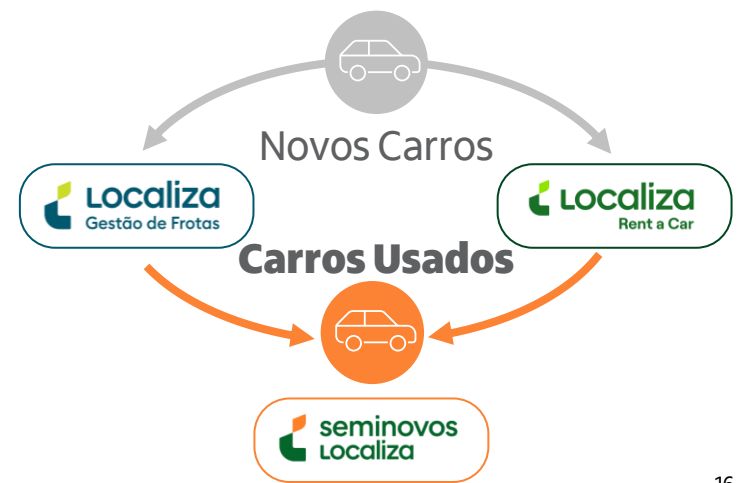 Novos Carros
Localiza
Gestão de Frotas
Localiza
Rent a Car
Carros Usados
seminovos
Localiza
16